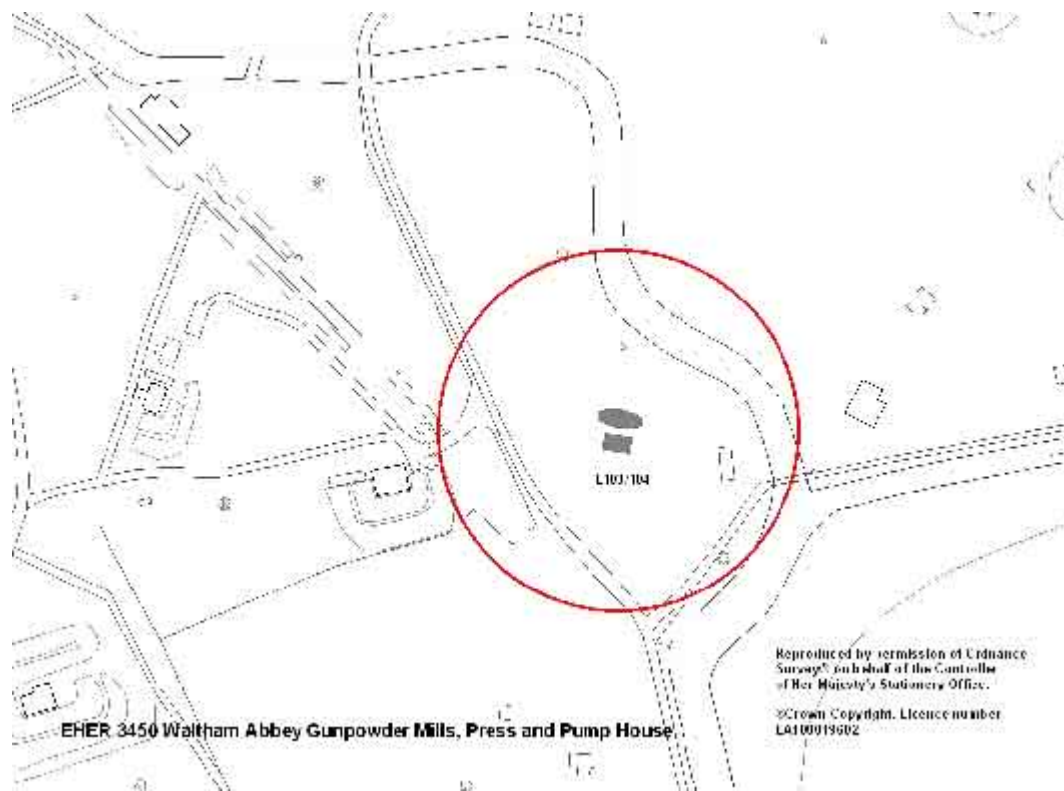 L103/104
Reproduced by permission of Ordnance
Survey® on behalf of the Controller
of Her Majesty's Stationery Office.
©Crown Copyright. Licence number
LA100019602
EHER 3450 Waltham Abbey Gunpowder Mills, Press and Pump House.